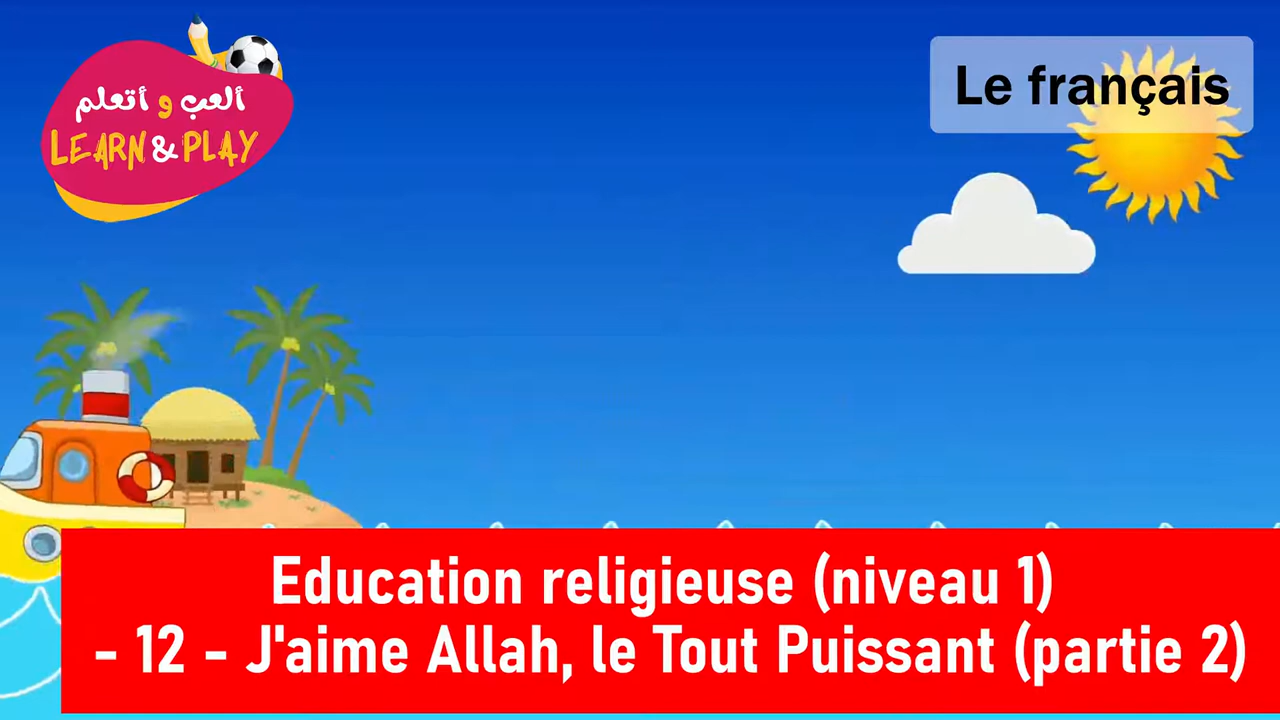 ألعب و أتعلم
LEARN & PLAY
Le français
Education religieuse (niveau 1)
- 12 - J'aime Allah, le Tout Puissant (partie 2)